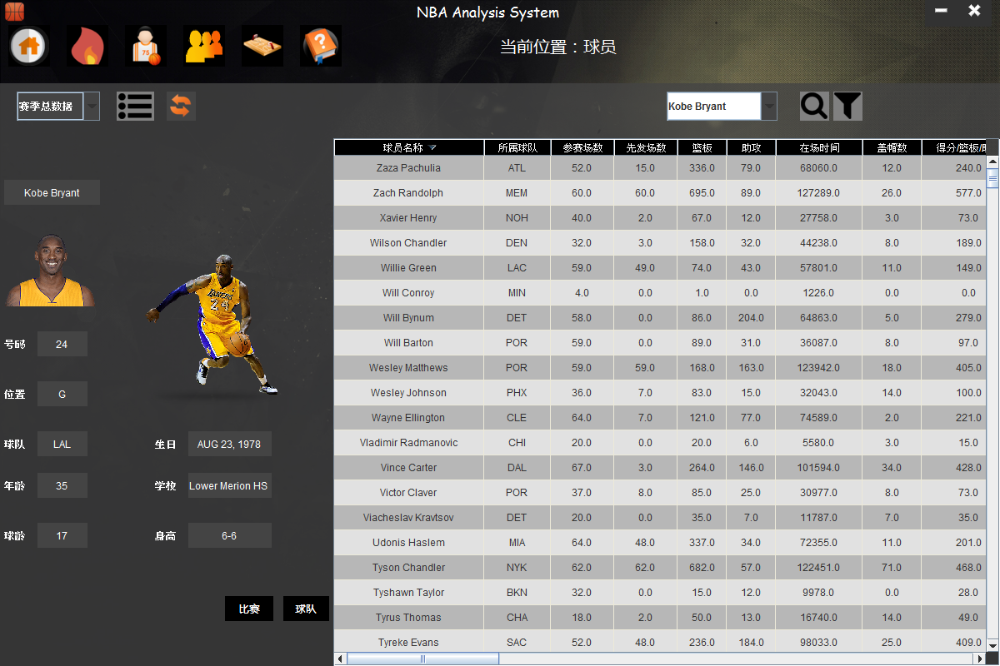 NBA Analysis System
当前位置：球员
赛季总数据
Kobe Bryant
Kobe Bryant
号码 24
位置 G
球队 LAL 生日 AUG 23, 1978
年龄 35 学校 Lower Merion HS
球龄 17 身高 6-6
比赛 球队
球员名称 所属球队 参赛场数 先发场数 篮板 助攻 在场时间 盖帽数 得分/篮板/助
Zaza Pachulia ATL 52.0 15.0 336.0 79.0 68060.0 12.0 240.0
Zach Randolph MEM 60.0 60.0 695.0 89.0 127289.0 26.0 577.0
Xavier Henry NOH 40.0 2.0 67.0 12.0 27758.0 3.0 73.0
Wilson Chandler DEN 32.0 3.0 158.0 32.0 44238.0 8.0 189.0
Willie Green LAC 59.0 49.0 74.0 43.0 57801.0 11.0 149.0
Will Conroy MIN 4.0 0.0 1.0 0.0 1226.0 0.0 0.0
Will Bynum DET 58.0 0.0 86.0 204.0 64863.0 5.0 279.0
Will Barton POR 59.0 0.0 89.0 31.0 36087.0 8.0 97.0
Wesley Matthews POR 59.0 59.0 168.0 163.0 123942.0 18.0 405.0
Wesley Johnson PHX 36.0 7.0 83.0 15.0 32043.0 14.0 100.0
Wayne Ellington CLE 64.0 7.0 121.0 77.0 74589.0 2.0 221.0
Vladimir Radmanovic CHI 20.0 0.0 20.0 6.0 5580.0 3.0 15.0
Vince Carter DAL 67.0 3.0 264.0 146.0 101594.0 34.0 428.0
Victor Claver POR 37.0 8.0 85.0 25.0 30977.0 8.0 73.0
Viacheslav Kravtsov DET 20.0 0.0 35.0 7.0 11787.0 7.0 35.0
Udonis Haslem MIA 64.0 48.0 337.0 34.0 72355.0 11.0 201.0
Tyson Chandler NYK 62.0 62.0 682.0 57.0 122451.0 71.0 468.0
Tyshawn Taylor BKN 32.0 0.0 15.0 12.0 9978.0 0.0 28.0
Tyrus Thomas CHA 18.0 2.0 50.0 13.0 16740.0 14.0 49.0
Tyreke Evans SAC 52.0 48.0 236.0 184.0 98033.0 25.0 409.0